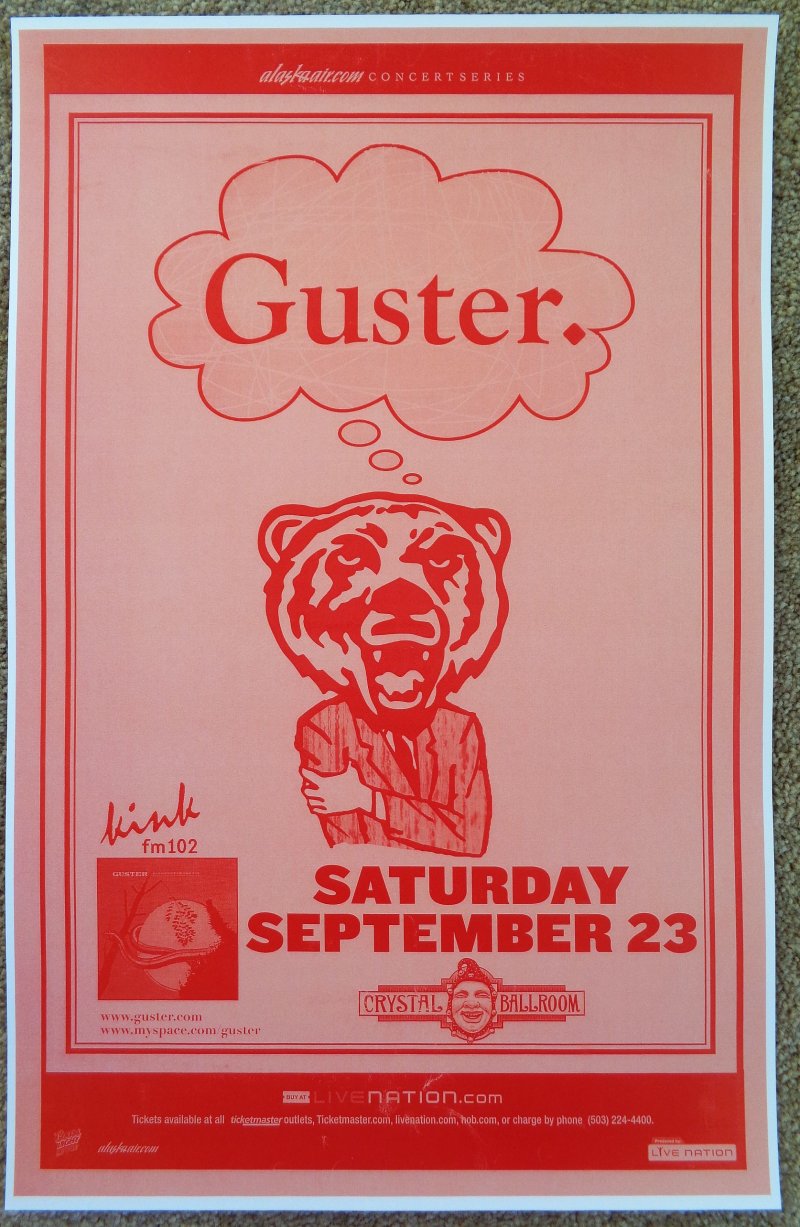 alaskaair.com CONCERT SERIES
Guster.
kink
fm102
GUSTER
SATURDAY
SEPTEMBER 23
CRYSTAL BALLROOM
www.guster.com
www.myspace.com/guster
BUY AT LIVENATION.com
Tickets available at all ticketmaster outlets, Ticketmaster.com, livenation.com, hob.com, or charge by phone (503) 224-4400.
alaskaair.com
Produced by:
LIVE NATION